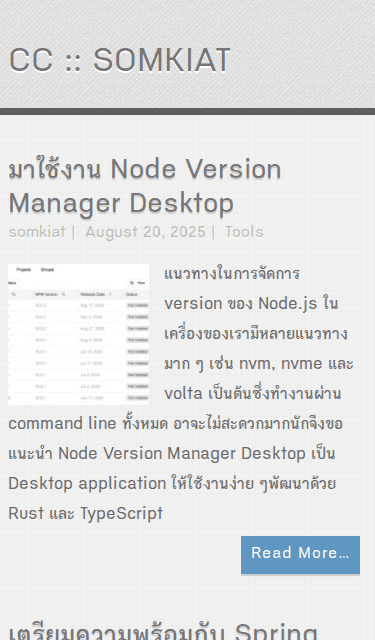 CC :: SOMKIAT
มาใช้งาน Node Version
Manager Desktop
somkiat | August 20, 2025 | Tools
Projects Groups
NPM version
Release Date
Status
แนวทางในการจัดการ
version ของ Node.js ใน
เครื่องของเรามีหลายแนวทาง
มาก ๆ เช่น nvm, nvme และ
volta เป็นต้นซึ่งทำงานผ่าน
command line ทั้งหมด อาจะไม่สะดวกมากนักจึงขอ
แนะนำ Node Version Manager Desktop เป็น
Desktop application ให้ใช้งานง่าย ๆพัฒนาด้วย
Rust และ TypeScript
Read More...
เตรียมความพร้อมกับ Spring